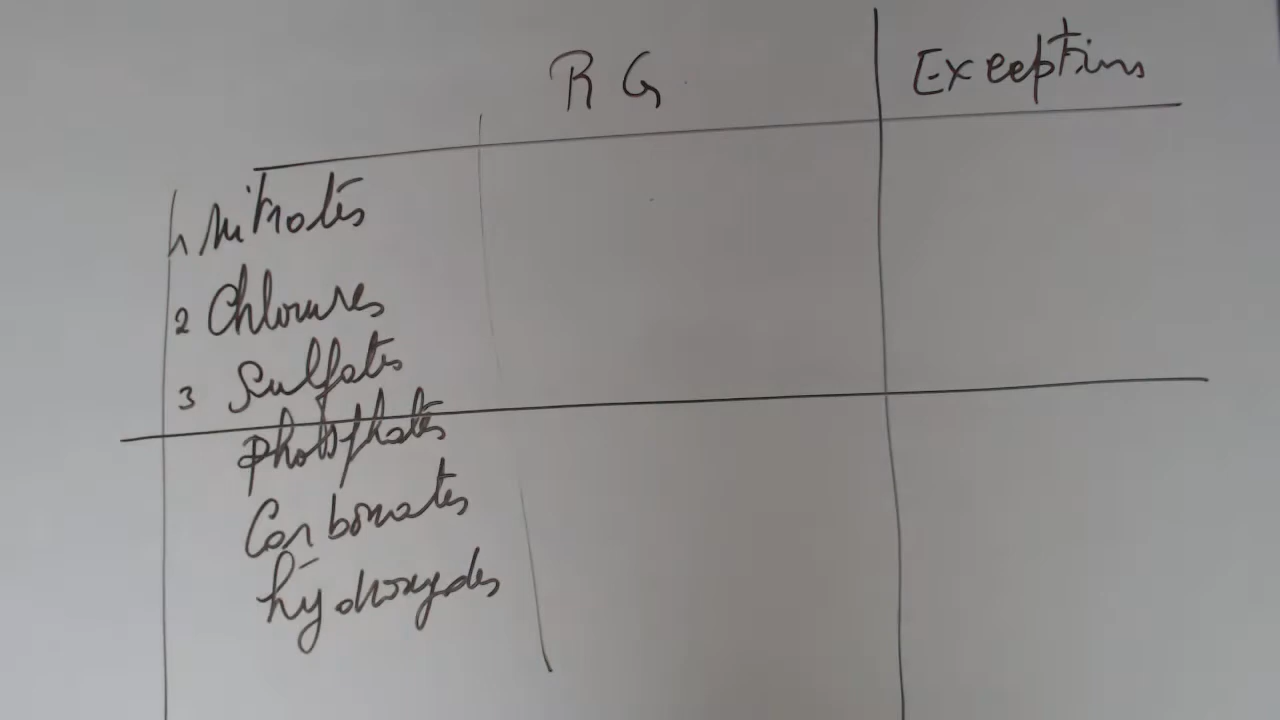 R G Exceptions
1 Nitrates
2 Chlorures
3 Sulfates
phosphates
Carbonates
hydroxydes